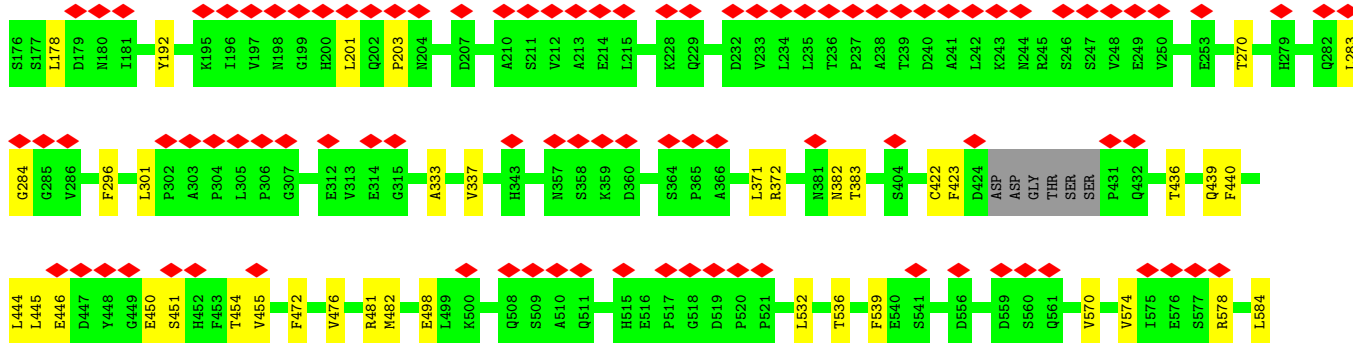 S176 S177 L178 D179 N180 I181 Y192 K195 I196 V197 N198 G199 H200 L201 Q202 P203 N204 D207 A210 S211 V212 A213 E214 L215 K228 Q229 D232 V233 L234 L235 T236 P237 A238 T239 D240 A241 L242 K243 N244 R245 S246 S247 V248 E249 V250 E253 T270 H279 Q282 L283
G284 G285 V286 F296 L301 P302 A303 P304 L305 P306 G307 E312 V313 E314 G315 A333 V337 H343 N357 S358 K359 D360 S364 P365 A366 L371 R372 N381 N382 T383 S404 C422 F423 D424 ASP ASP GLY THR SER SER P431 Q432 T436 Q439 F440
L444 L445 E446 D447 Y448 G449 E450 S451 H452 F453 T454 V455 F472 V476 R481 M482 E498 L499 K500 Q508 S509 A510 Q511 H515 E516 P517 G518 D519 P520 P521 L532 T536 F539 E540 S541 D556 D559 S560 Q561 V570 V574 I575 E576 S577 R578 L584